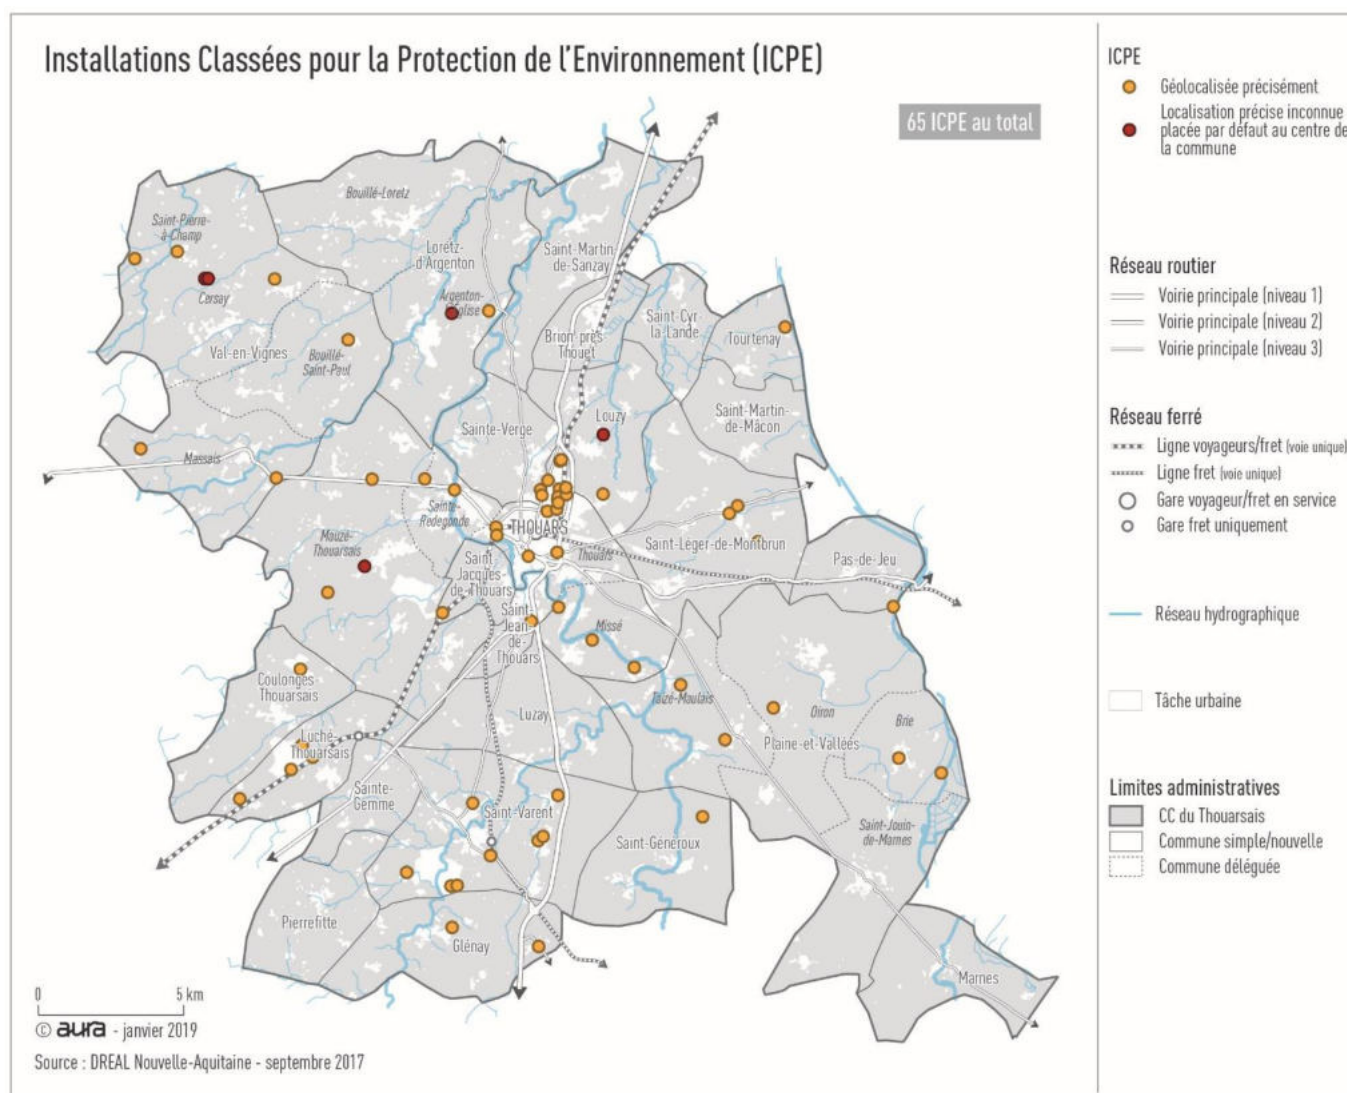 Installations Classées pour la Protection de l'Environnement (ICPE)
65 ICPE au total
Bouillé-Loretz
Saint-Pierre-
à-Champ
Loretz-
d'Argenton
Saint-Martin-
de-Sanzay
Cersay
Argenton-
l'Église
Saint-Cyr-
la-Lande
Tourtenay
Brion-près-
Thouet
Val-en-Vignes
Bouillé-
Saint-Paul
Saint-Martin-
de-Mâcon
Louzy
Sainte-Verge
Massais
Sainte-
Radegonde
THOUARS
Mauzé-
Thouarsais
Thouars
Saint-Léger-de-Montbrun
Pas-de-Jeu
Saint-
Jacques-
de-Thouars
Saint-
Jean-
de-
Thouars
Missé
Coulonges-
Thouarsais
Taizé-Maulais
Luzay
Oiron
Brie
Plaine-et-Valléés
Luché-
Thouarsais
Sainte-
Gemme
Saint-Varent
Saint-Généroux
Saint-Jouin-
de-Marnes
Pierrefitte
Glénay
Marnes
0 5 km
© aura - janvier 2019
Source : DREAL Nouvelle-Aquitaine - septembre 2017
ICPE
Géolocalisée précisément
Localisation précise inconnue
placée par défaut au centre de
la commune
Réseau routier
Voirie principale (niveau 1)
Voirie principale (niveau 2)
Voirie principale (niveau 3)
Réseau ferré
Ligne voyageurs/fret (voie unique)
Ligne fret (voie unique)
Gare voyageur/fret en service
Gare fret uniquement
Réseau hydrographique
Tâche urbaine
Limites administratives
CC du Thouarsais
Commune simple/nouvelle
Commune déléguée